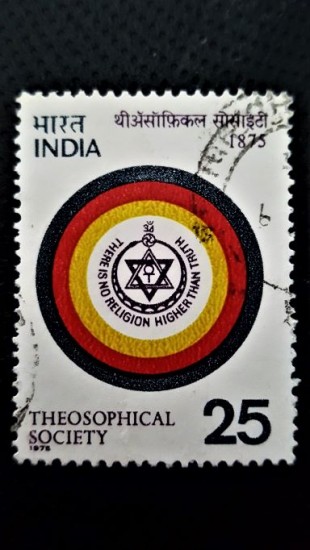 भारत
INDIA
थीऑसॉफ़िकल सोसाइटी
1875
ॐ
THERE IS NO RELIGION HIGHER THAN TRUTH
THEOSOPHICAL
SOCIETY
25
1975